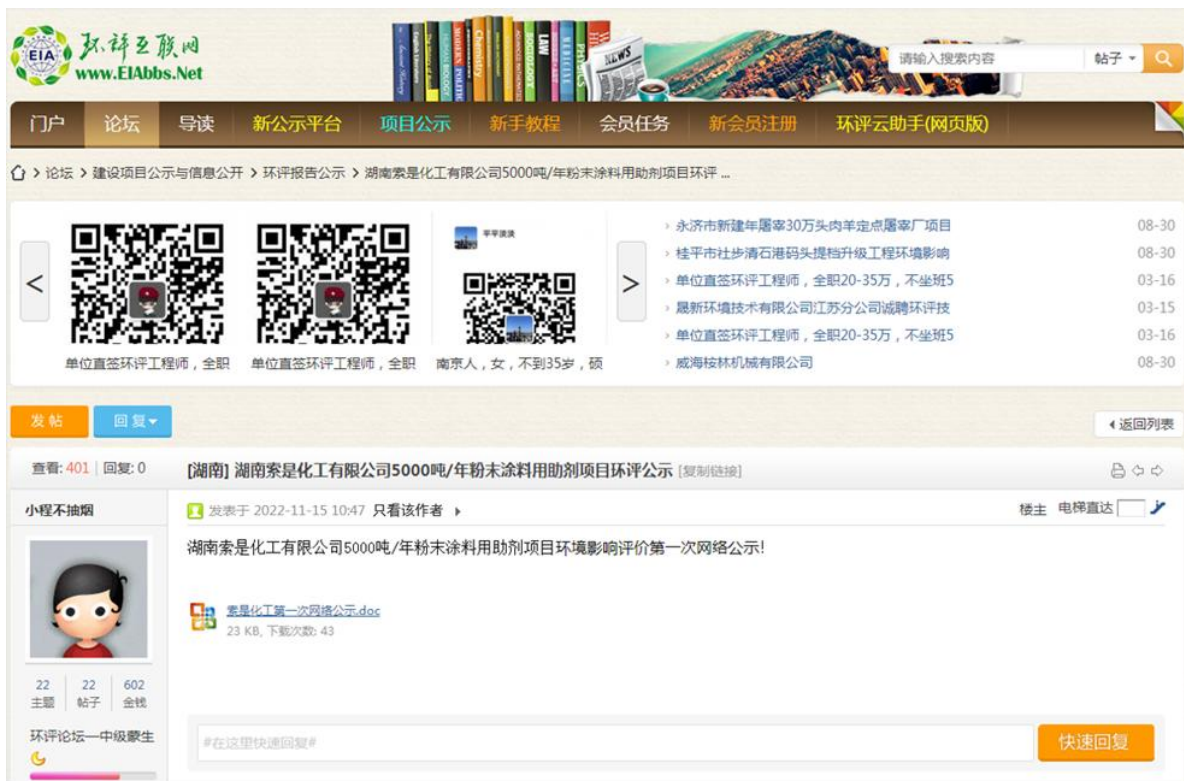 EIA
环评互联网
www.EIAbbs.Net
NEWS
请输入搜索内容
帖子
门户
论坛
导读
新公示平台
项目公示
新手教程
会员任务
新会员注册
环评云助手(网页版)
› 论坛 › 建设项目公示与信息公开 › 环评报告公示 › 湖南索是化工有限公司5000吨/年粉末涂料用助剂项目环评 ...
平平淡淡
<
>
单位直签环评工程师，全职
单位直签环评工程师，全职
南京人，女，不到35岁，硕
› 永济市新建年屠宰30万头肉羊定点屠宰厂项目 08-30
› 桂平市社步清石港码头提档升级工程环境影响 08-30
› 单位直签环评工程师，全职20-35万，不坐班5 03-16
› 晟新环境技术有限公司江苏分公司诚聘环评技 03-15
› 单位直签环评工程师，全职20-35万，不坐班5 03-16
› 威海桉林机械有限公司 08-30
发帖
回复
返回列表
查看: 401 | 回复: 0
[湖南] 湖南索是化工有限公司5000吨/年粉末涂料用助剂项目环评公示 [复制链接]
小程不抽烟
发表于 2022-11-15 10:47 只看该作者
楼主 电梯直达
湖南索是化工有限公司5000吨/年粉末涂料用助剂项目环境影响评价第一次网络公示!
索是化工第一次网络公示.doc
23 KB, 下载次数: 43
22 22 602
主题 帖子 金钱
环评论坛—中级蒙生
#在这里快速回复#
快速回复